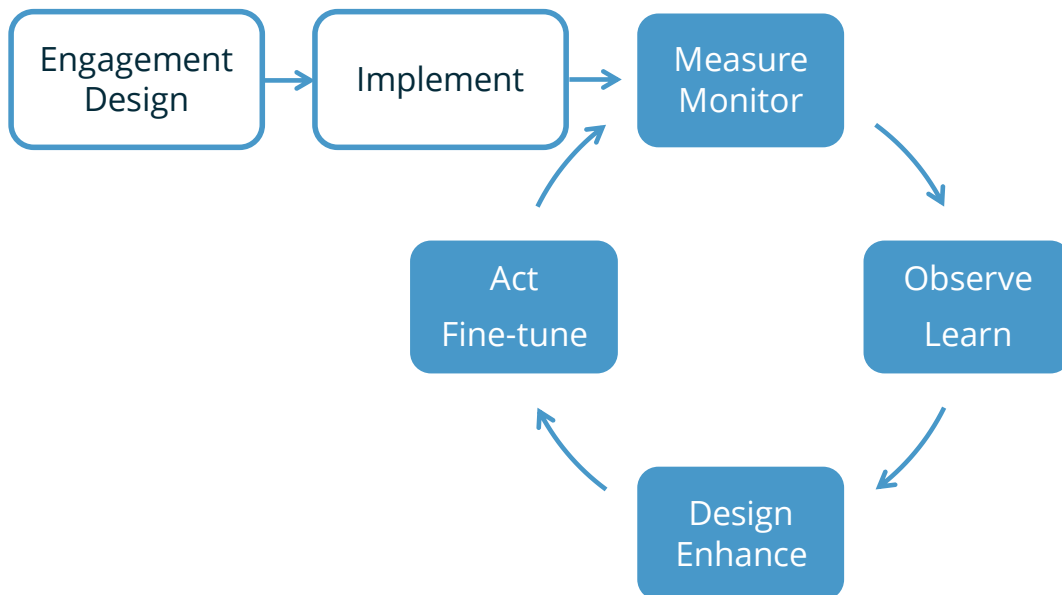 Engagement
Design
Implement
Measure
Monitor
Observe
Learn
Design
Enhance
Act
Fine-tune